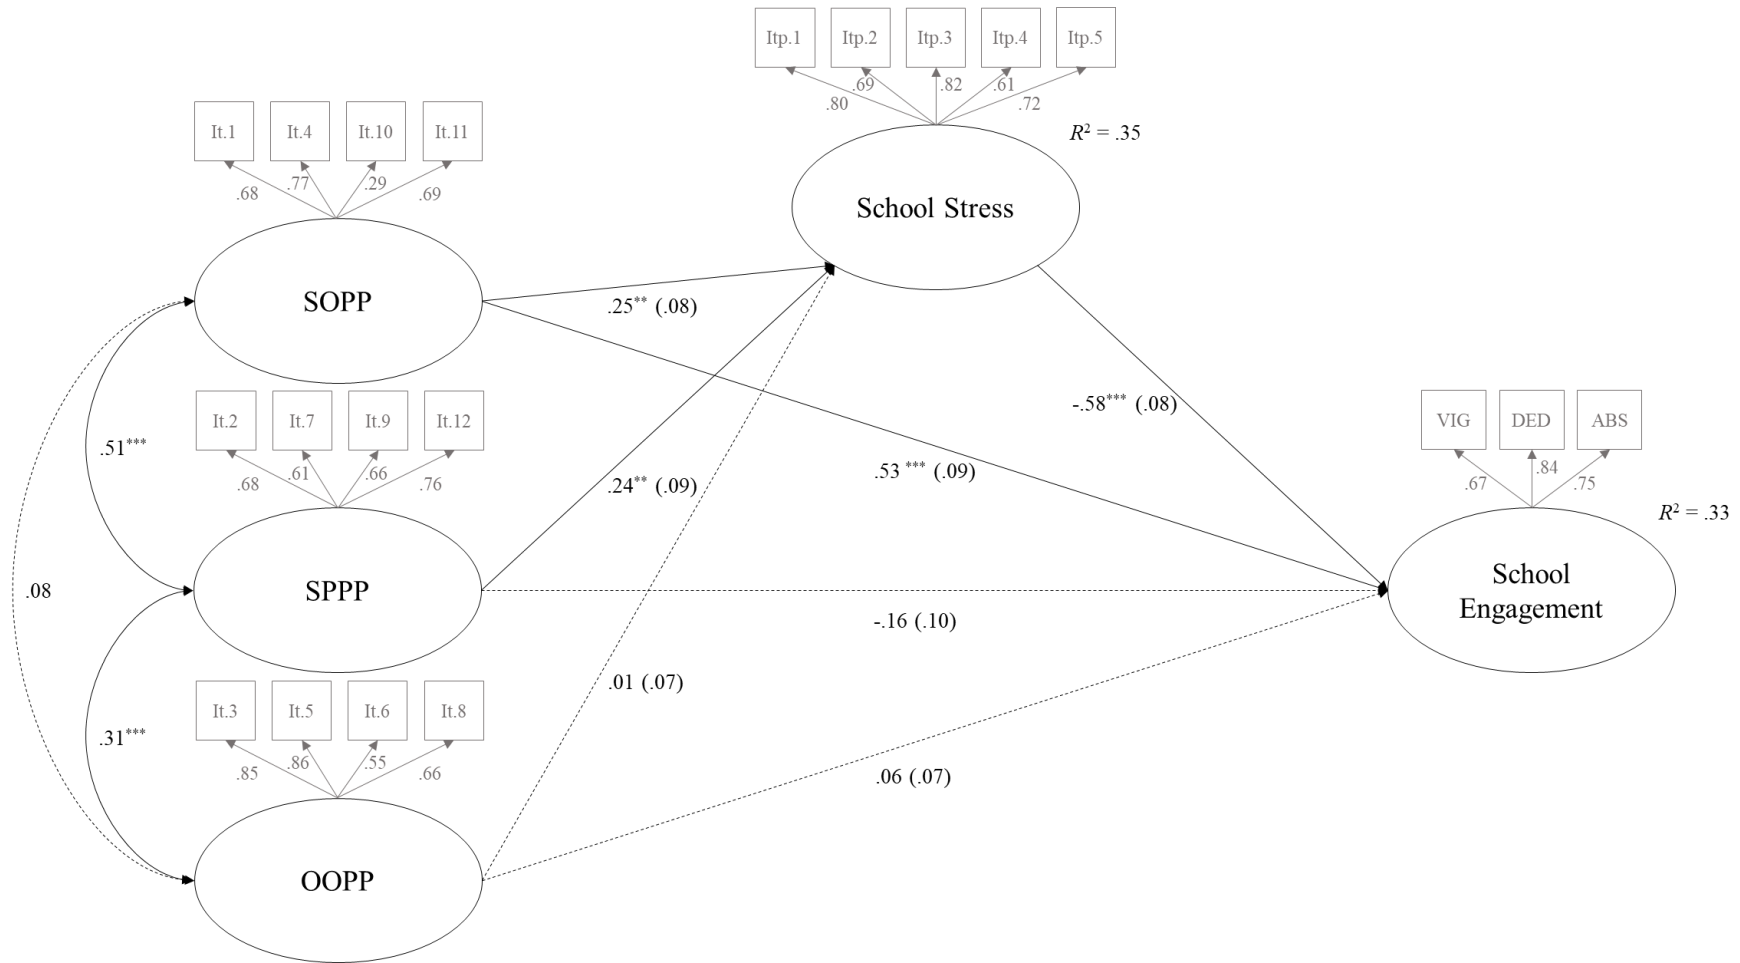 Itp.1 Itp.2 Itp.3 Itp.4 Itp.5
.80 .69 .82 .61 .72
R² = .35
School Stress
It.1 It.4 It.10 It.11
.68 .77 .29 .69
SOPP
.25** (.08)
-.58*** (.08)
It.2 It.7 It.9 It.12
.68 .61 .66 .76
.51***
.53 *** (.09)
.24** (.09)
VIG DED ABS
.67 .84 .75
R² = .33
.08
SPPP
-.16 (.10)
School
Engagement
It.3 It.5 It.6 It.8
.85 .86 .55 .66
.31***
.01 (.07)
.06 (.07)
OOPP